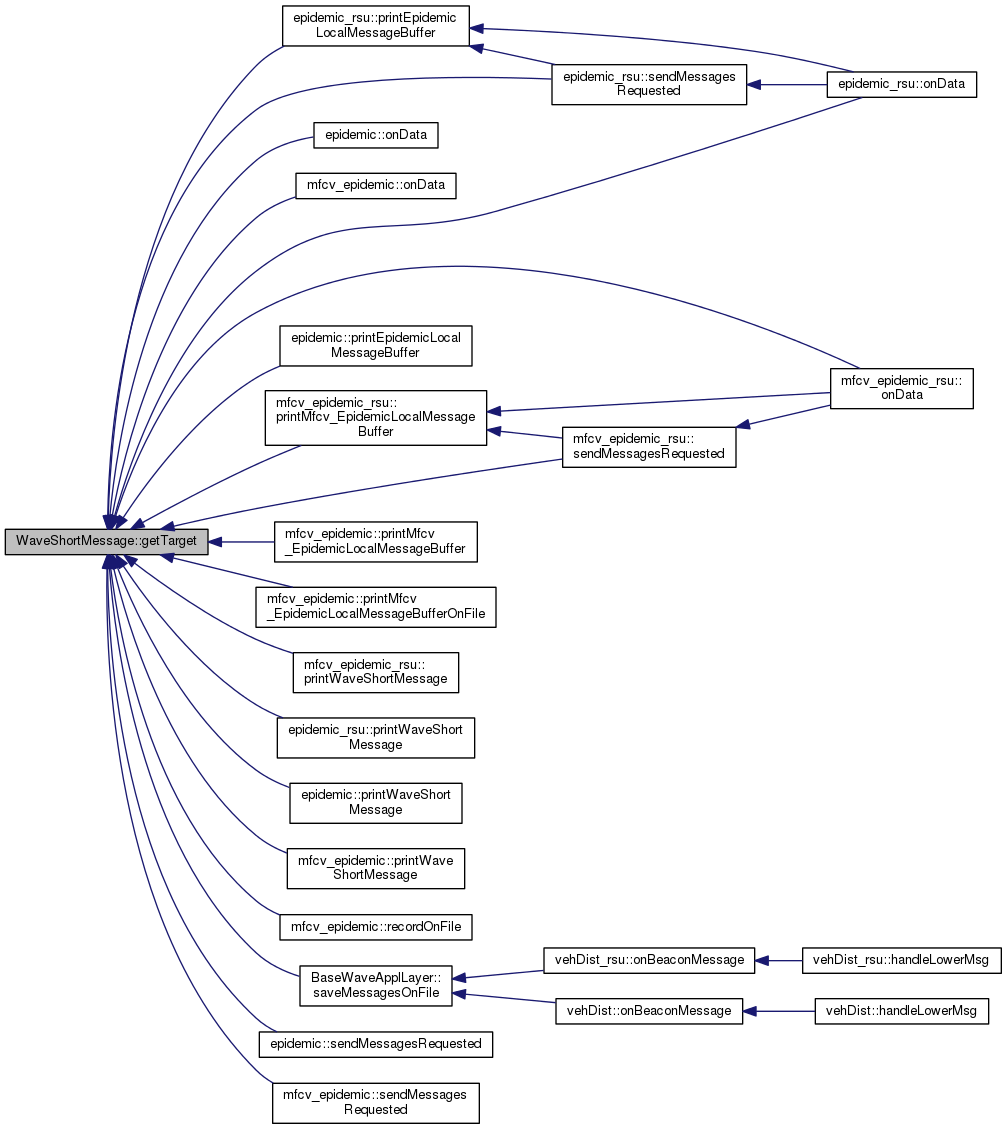 epidemic_rsu::printEpidemic
LocalMessageBuffer
epidemic_rsu::sendMessages
Requested
epidemic_rsu::onData
epidemic::onData
mfcv_epidemic::onData
epidemic::printEpidemicLocal
MessageBuffer
mfcv_epidemic_rsu::
onData
mfcv_epidemic_rsu::
printMfcv_EpidemicLocalMessage
Buffer
mfcv_epidemic_rsu::
sendMessagesRequested
WaveShortMessage::getTarget
mfcv_epidemic::printMfcv
_EpidemicLocalMessageBuffer
mfcv_epidemic::printMfcv
_EpidemicLocalMessageBufferOnFile
mfcv_epidemic_rsu::
printWaveShortMessage
epidemic_rsu::printWaveShort
Message
epidemic::printWaveShort
Message
mfcv_epidemic::printWave
ShortMessage
mfcv_epidemic::recordOnFile
BaseWaveApplLayer::
saveMessagesOnFile
vehDist_rsu::onBeaconMessage
vehDist_rsu::handleLowerMsg
vehDist::onBeaconMessage
vehDist::handleLowerMsg
epidemic::sendMessagesRequested
mfcv_epidemic::sendMessages
Requested